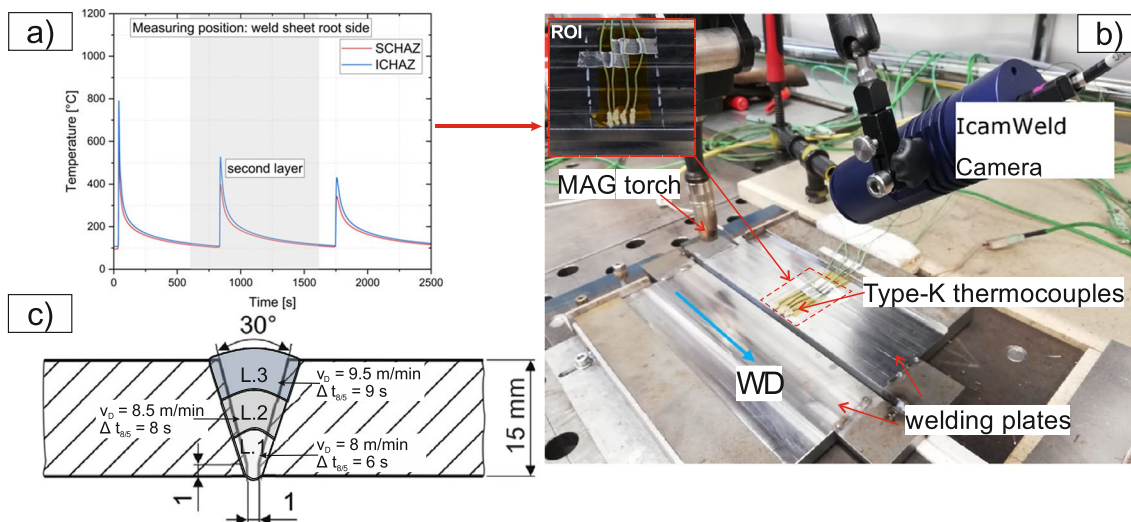 a)
Measuring position: weld sheet root side
SCHAZ
ICHAZ
second layer
Temperature [°C]
1200
1000
800
600
400
200
0
0
500
1000
1500
2000
2500
Time [s]
b)
ROI
IcamWeld
Camera
MAG torch
Type-K thermocouples
WD
welding plates
c)
30°
L.3
L.2
L.1
v_D = 9.5 m/min
Δ t_8/5 = 9 s
v_D = 8.5 m/min
Δ t_8/5 = 8 s
v_D = 8 m/min
Δ t_8/5 = 6 s
15 mm
1
1